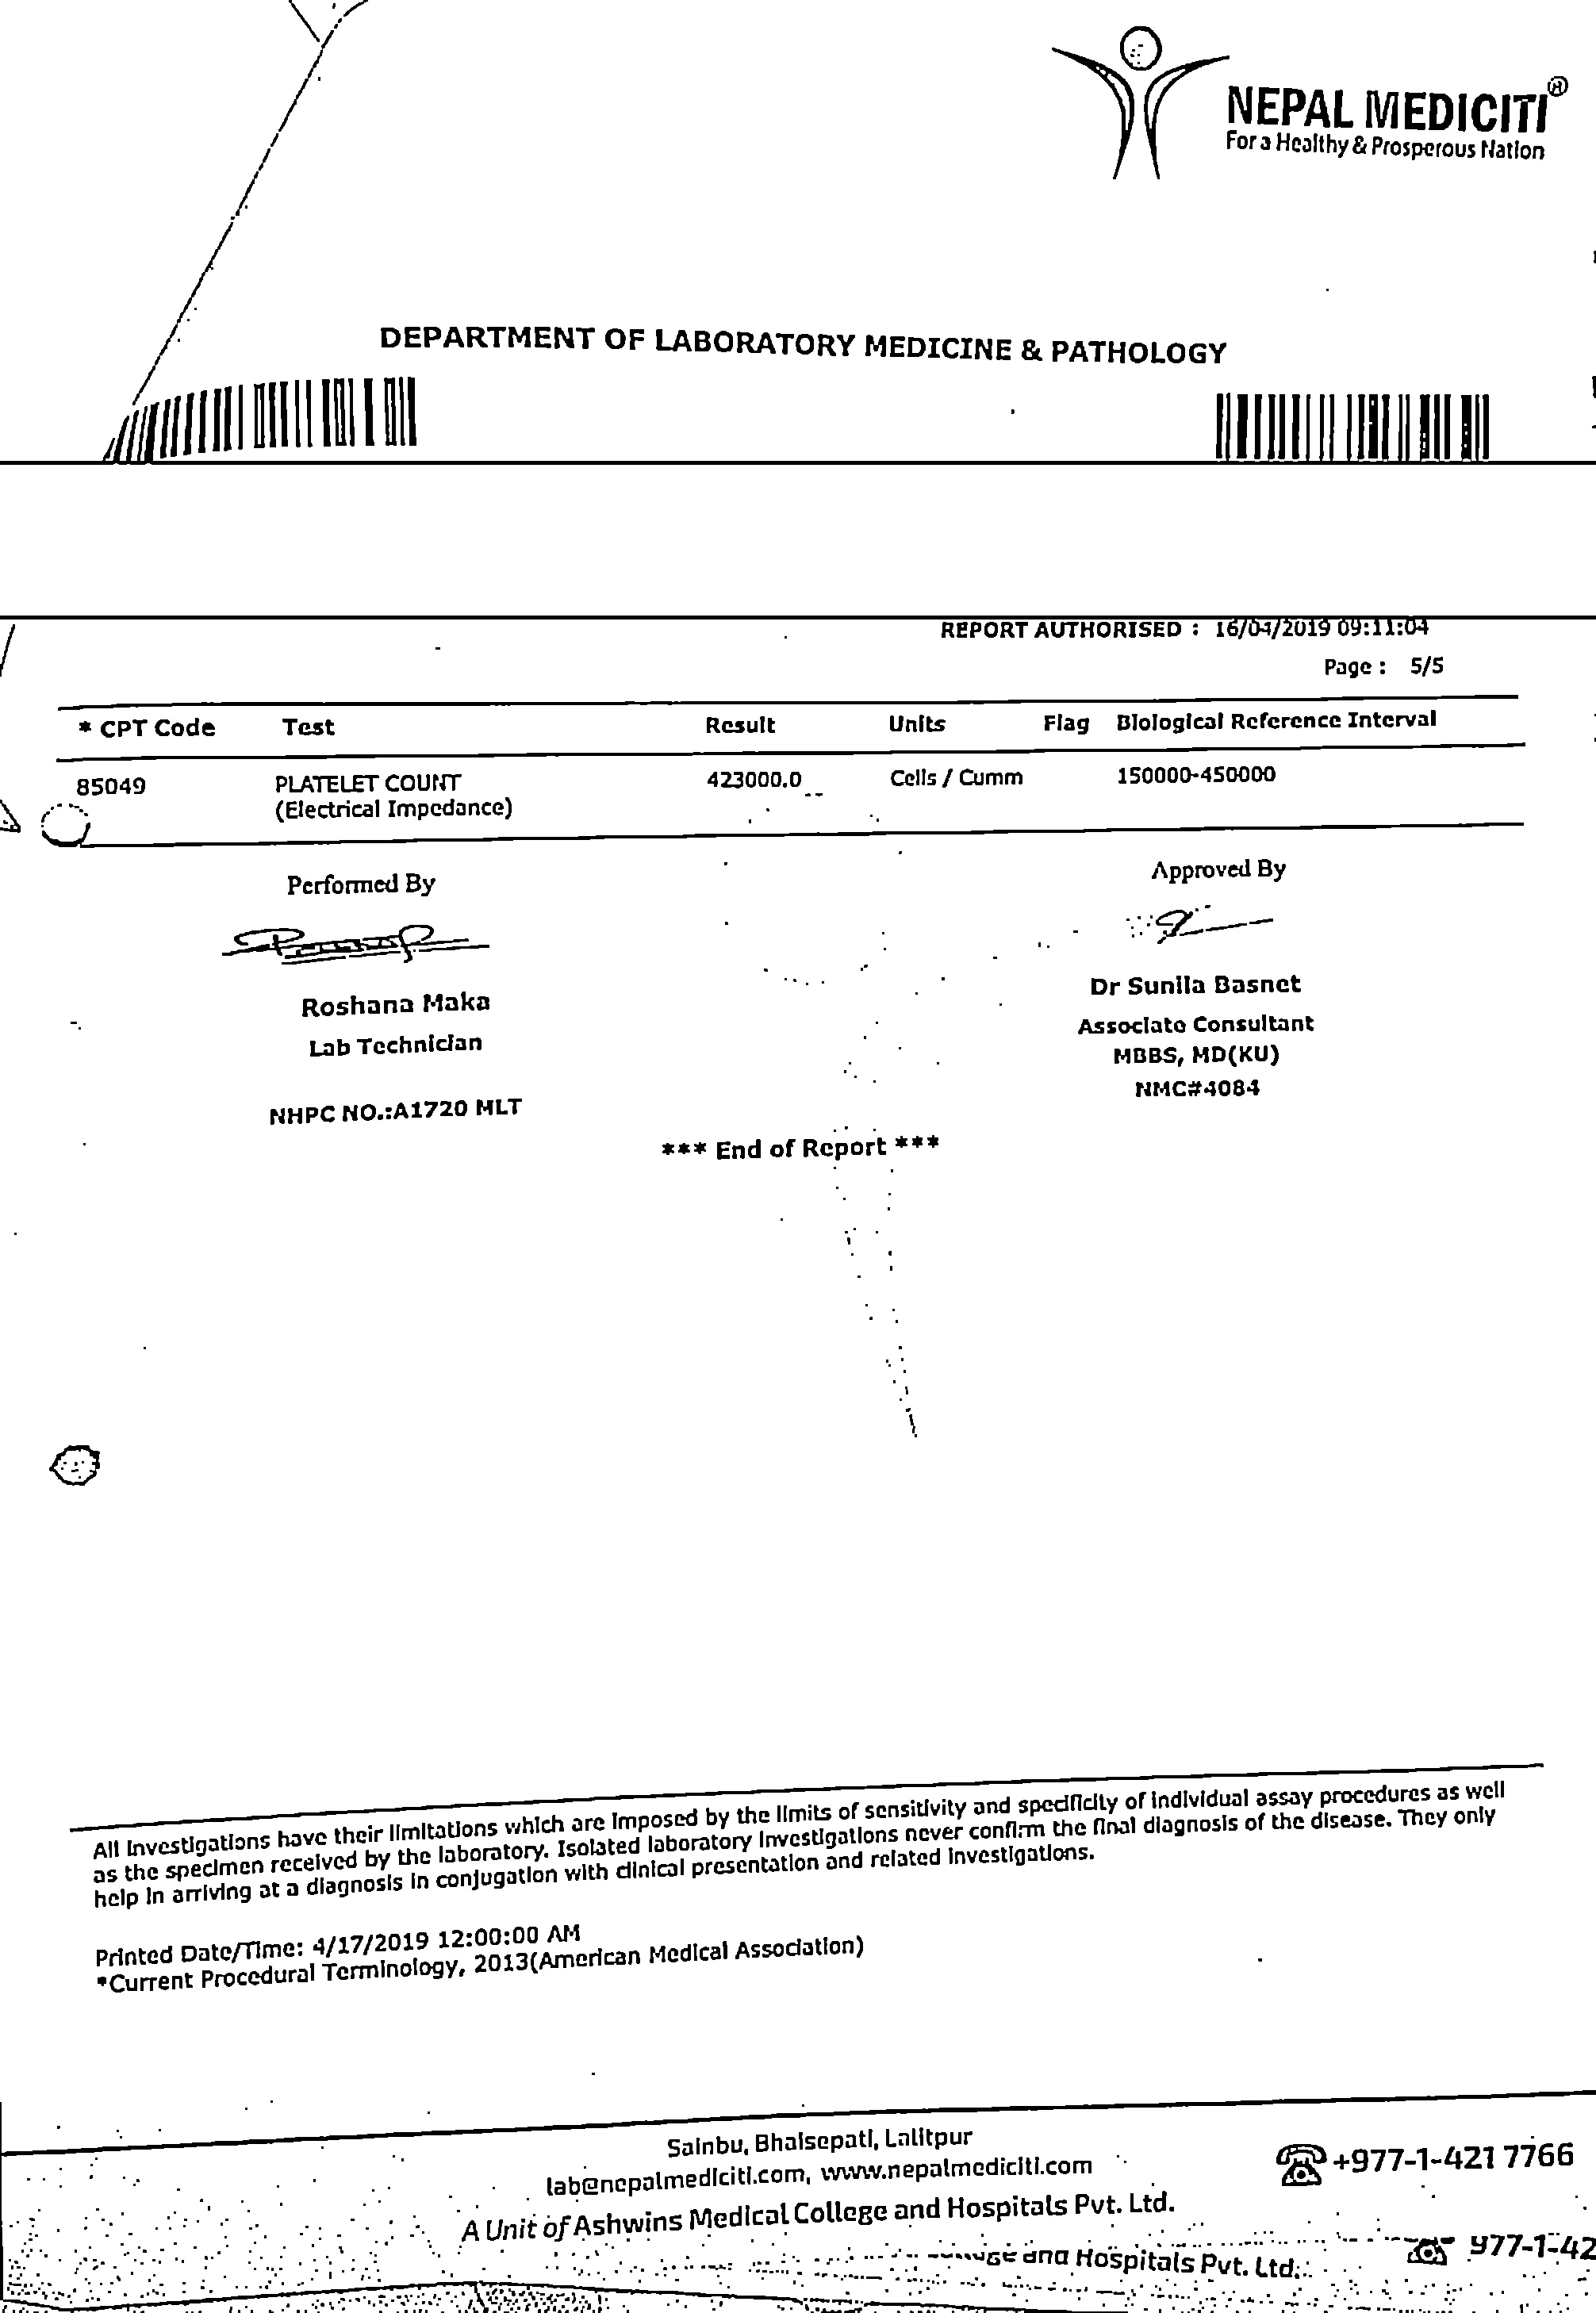 NEPAL MEDICITI®
For a Healthy & Prosperous Nation
DEPARTMENT OF LABORATORY MEDICINE & PATHOLOGY
REPORT AUTHORISED : 16/04/2019 09:11:04
Page : 5/5
* CPT Code Test Result Units Flag Biological Reference Interval
85049 PLATELET COUNT 423000.0 Cells / Cumm 150000-450000
(Electrical Impedance)
Performed By Approved By
Roshana Maka Dr Sunila Basnet
Lab Technician Associate Consultant
MBBS, MD(KU)
NHPC NO.:A1720 MLT NMC#4084
*** End of Report ***
All Investigations have their limitations which are imposed by the limits of sensitivity and specificity of individual assay procedures as well
as the specimen received by the laboratory. Isolated laboratory investigations never confirm the final diagnosis of the disease. They only
help in arriving at a diagnosis in conjugation with clinical presentation and related investigations.
Printed Date/Time: 4/17/2019 12:00:00 AM
*Current Procedural Terminology, 2013(American Medical Association)
Sainbu, Bhaisepati, Lalitpur
lab@nepalmediciti.com, www.nepalmediciti.com +977-1-421 7766
A Unit of Ashwins Medical College and Hospitals Pvt. Ltd.
and Hospitals Pvt. Ltd. 977-1-42